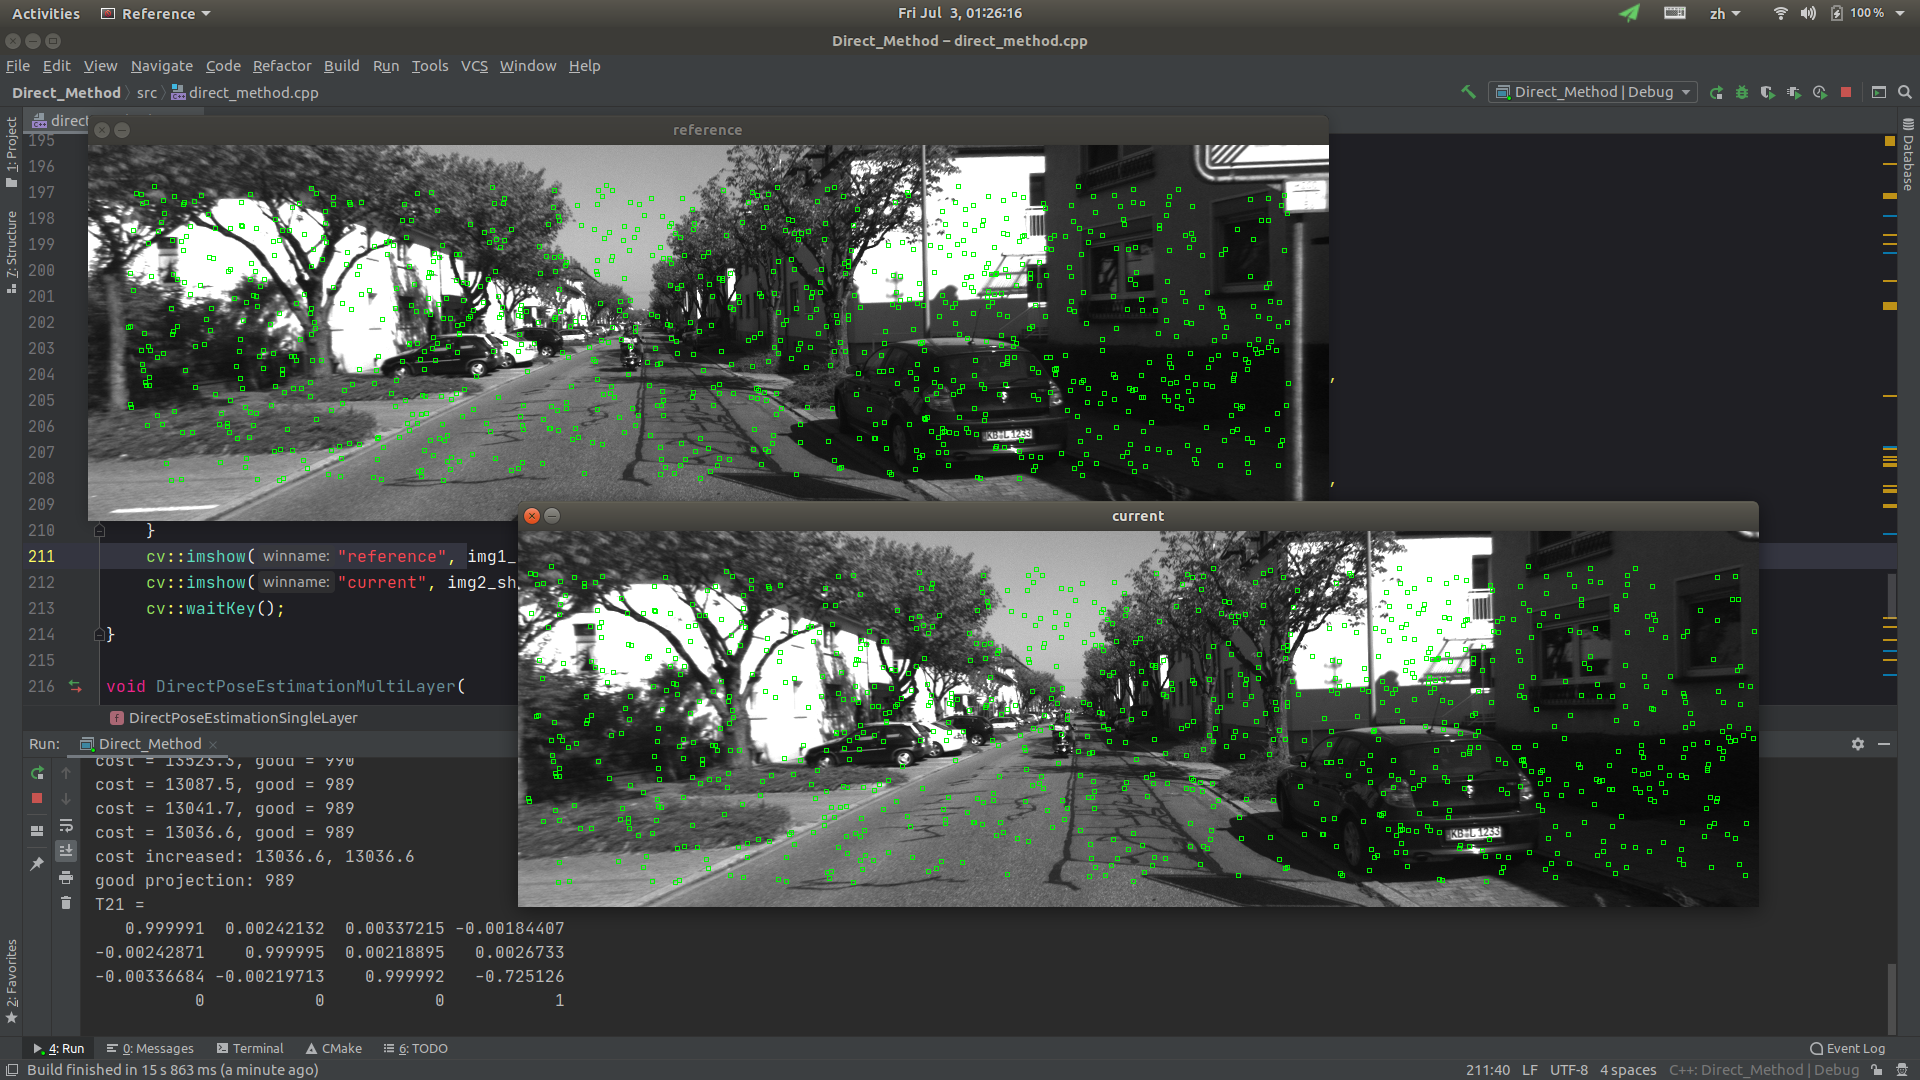 Activities Reference Fri Jul 3, 01:26:16 zh 100 %
Direct_Method – direct_method.cpp
File Edit View Navigate Code Refactor Build Run Tools VCS Window Help
Direct_Method src direct_method.cpp Direct_Method | Debug
direct
1: Project
7: Structure
2: Favorites
Database
reference
195
196
197
198
199
200
201
202
203
204
205
206
207
208
209
KB·L 1233
,
,
current
210 }
211 cv::imshow( winname: "reference", img1_
212 cv::imshow( winname: "current", img2_sh
213 cv::waitKey();
214 }
215
216 void DirectPoseEstimationMultiLayer(
f DirectPoseEstimationSingleLayer
KB·L 1233
Run: Direct_Method
cost = 13523.3, good = 990
cost = 13087.5, good = 989
cost = 13041.7, good = 989
cost = 13036.6, good = 989
cost increased: 13036.6, 13036.6
good projection: 989
T21 =
0.999991 0.00242132 0.00337215 -0.00184407
-0.00242871 0.999995 0.00218895 0.0026733
-0.00336684 -0.00219713 0.999992 -0.725126
0 0 0 1
4: Run 0: Messages Terminal CMake 6: TODO Event Log
Build finished in 15 s 863 ms (a minute ago) 211:40 LF UTF-8 4 spaces C++: Direct_Method | Debug